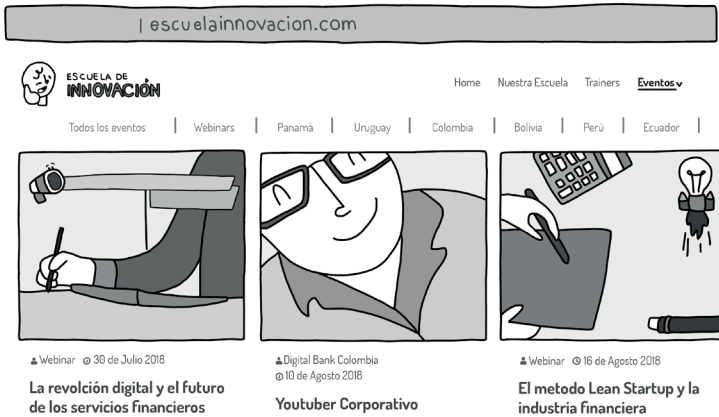 | escuelainnovacion.com
ESCUELA DE
INNOVACIÓN
Home Nuestra Escuela Trainers Eventos
Todos los eventos | Webinars | Panamá | Uruguay | Colombia | Bolivia | Perú | Ecuador |
Webinar 30 de Julio 2018
La revolción digital y el futuro
de los servicios financieros
Digital Bank Colombia
10 de Agosto 2018
Youtuber Corporativo
Webinar 16 de Agosto 2018
El metodo Lean Startup y la
industria financiera